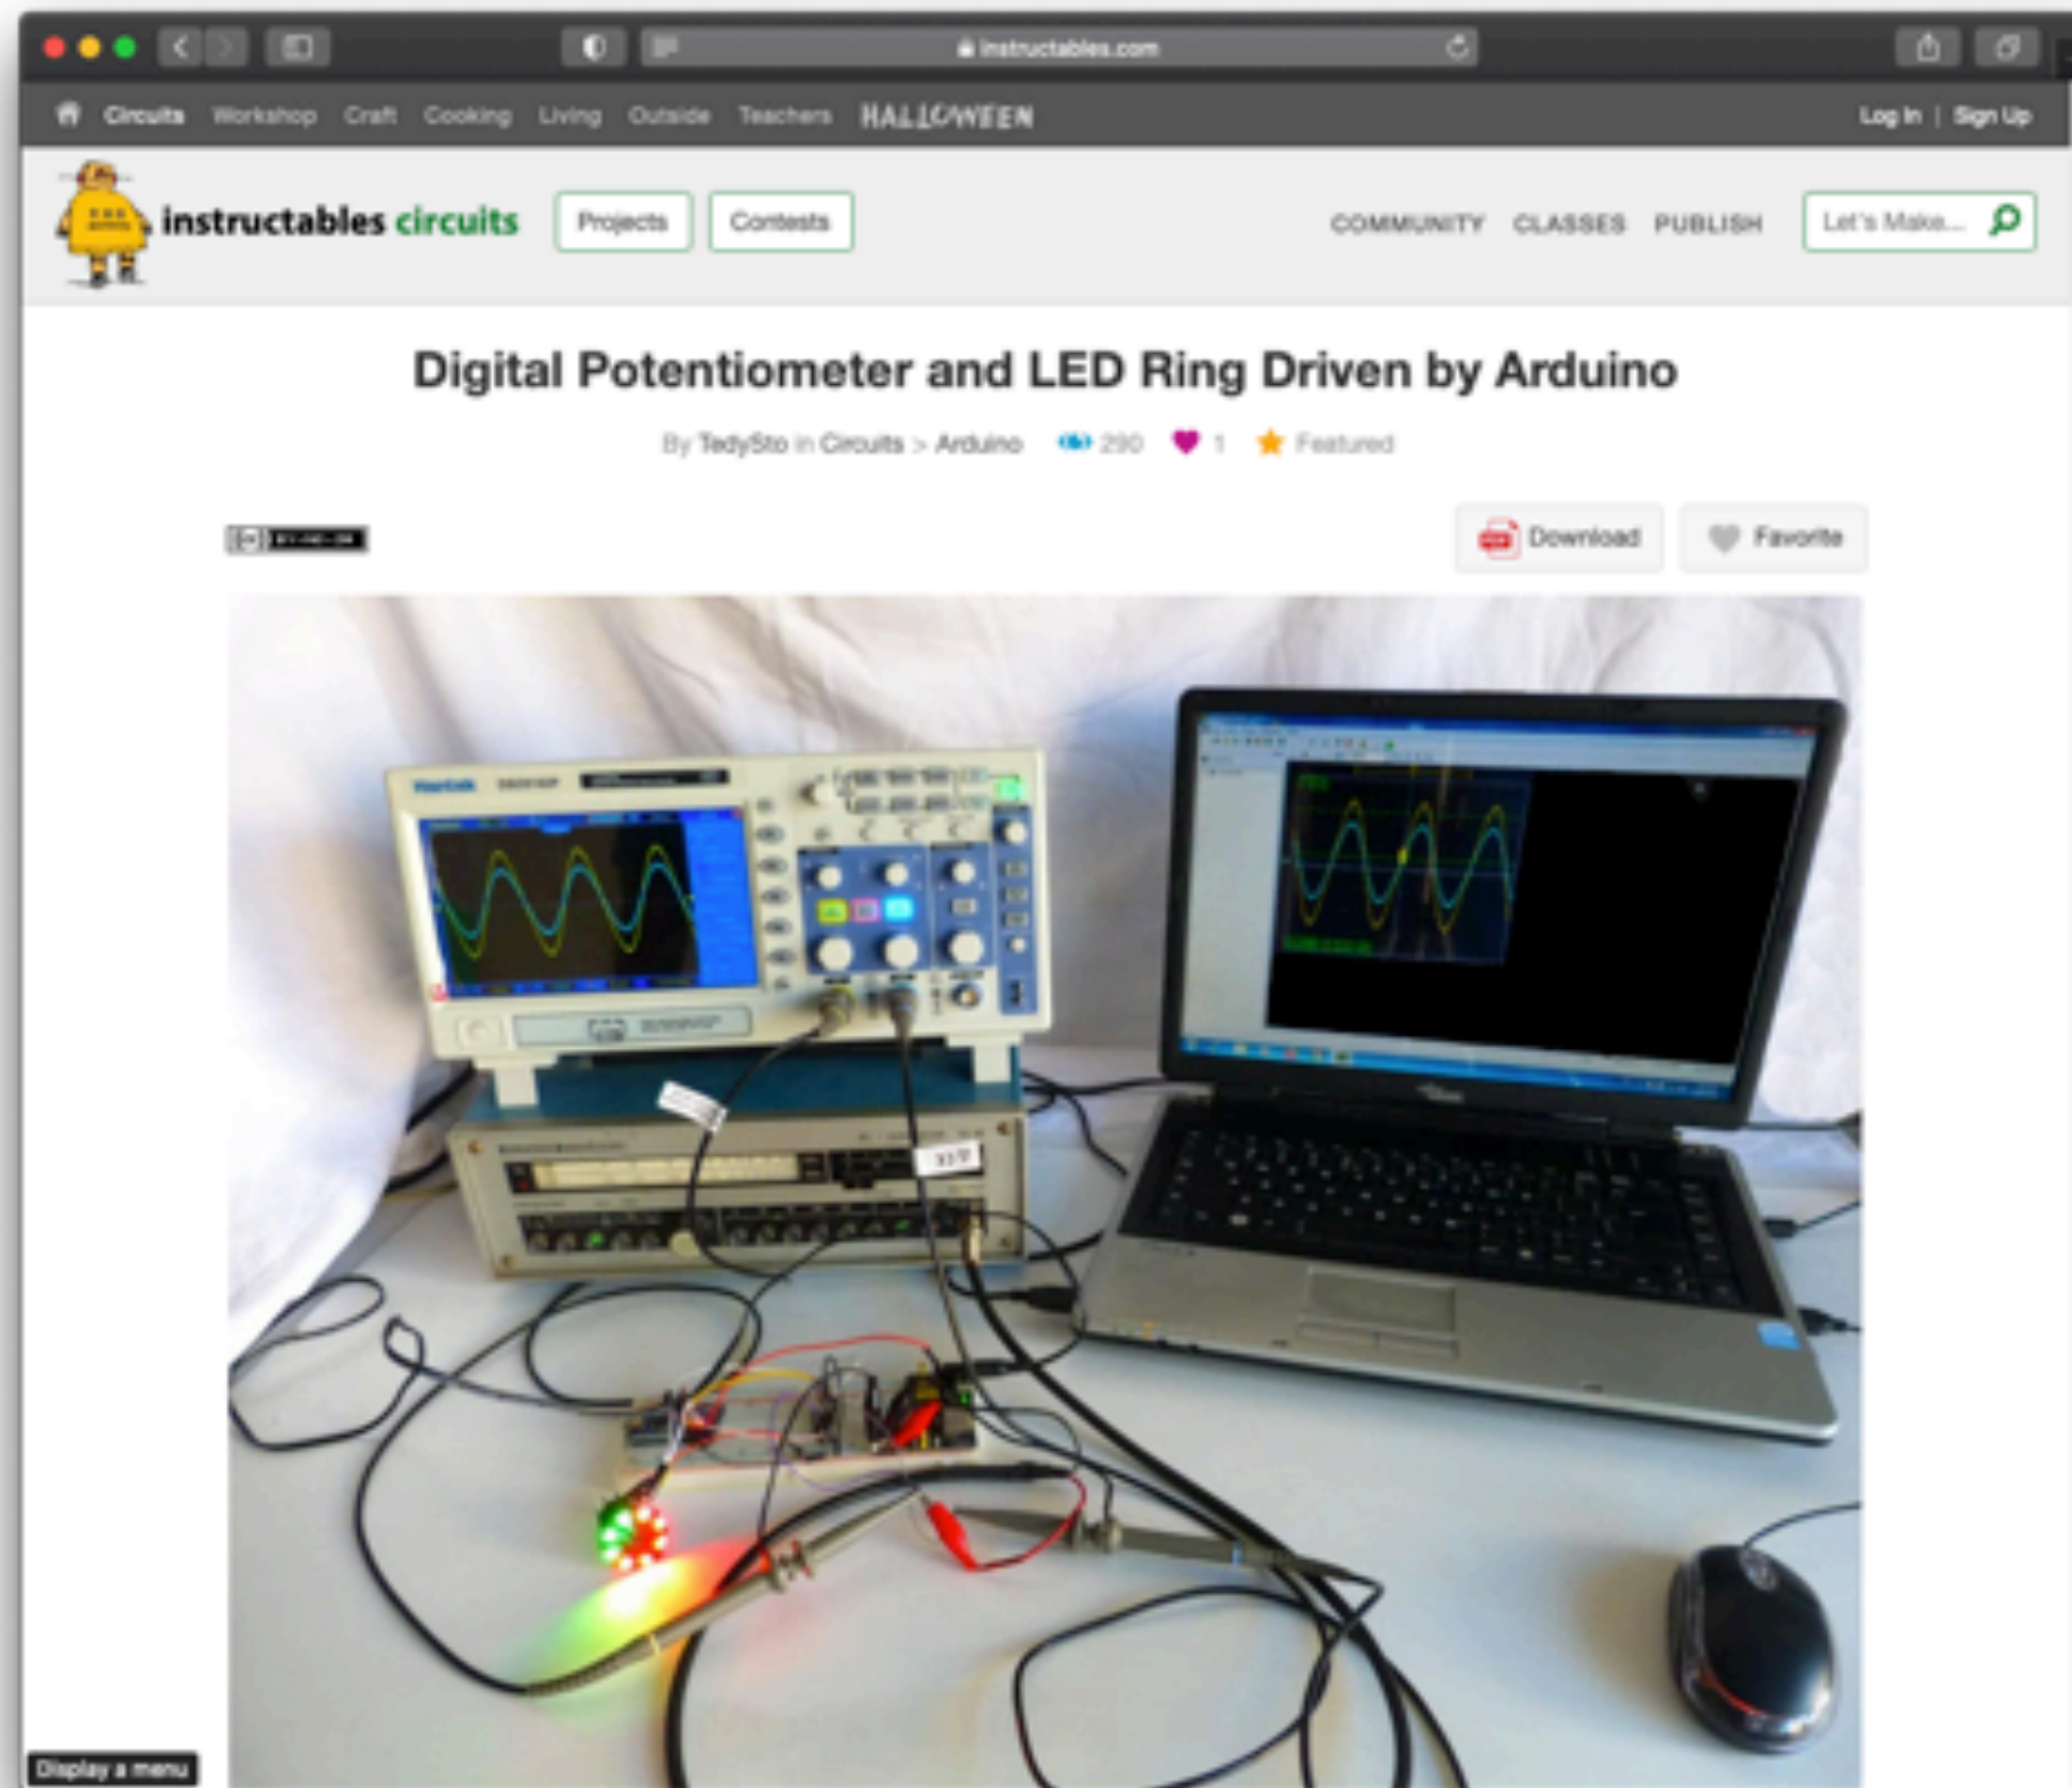 instructables.com
Circuits Workshop Craft Cooking Living Outside Teachers HALLOWEEN Log In | Sign Up
instructables circuits Projects Contests COMMUNITY CLASSES PUBLISH Let's Make...
Digital Potentiometer and LED Ring Driven by Arduino
By TedySto in Circuits > Arduino 290 1 Featured
Download Favorite
Hantek
Display a menu